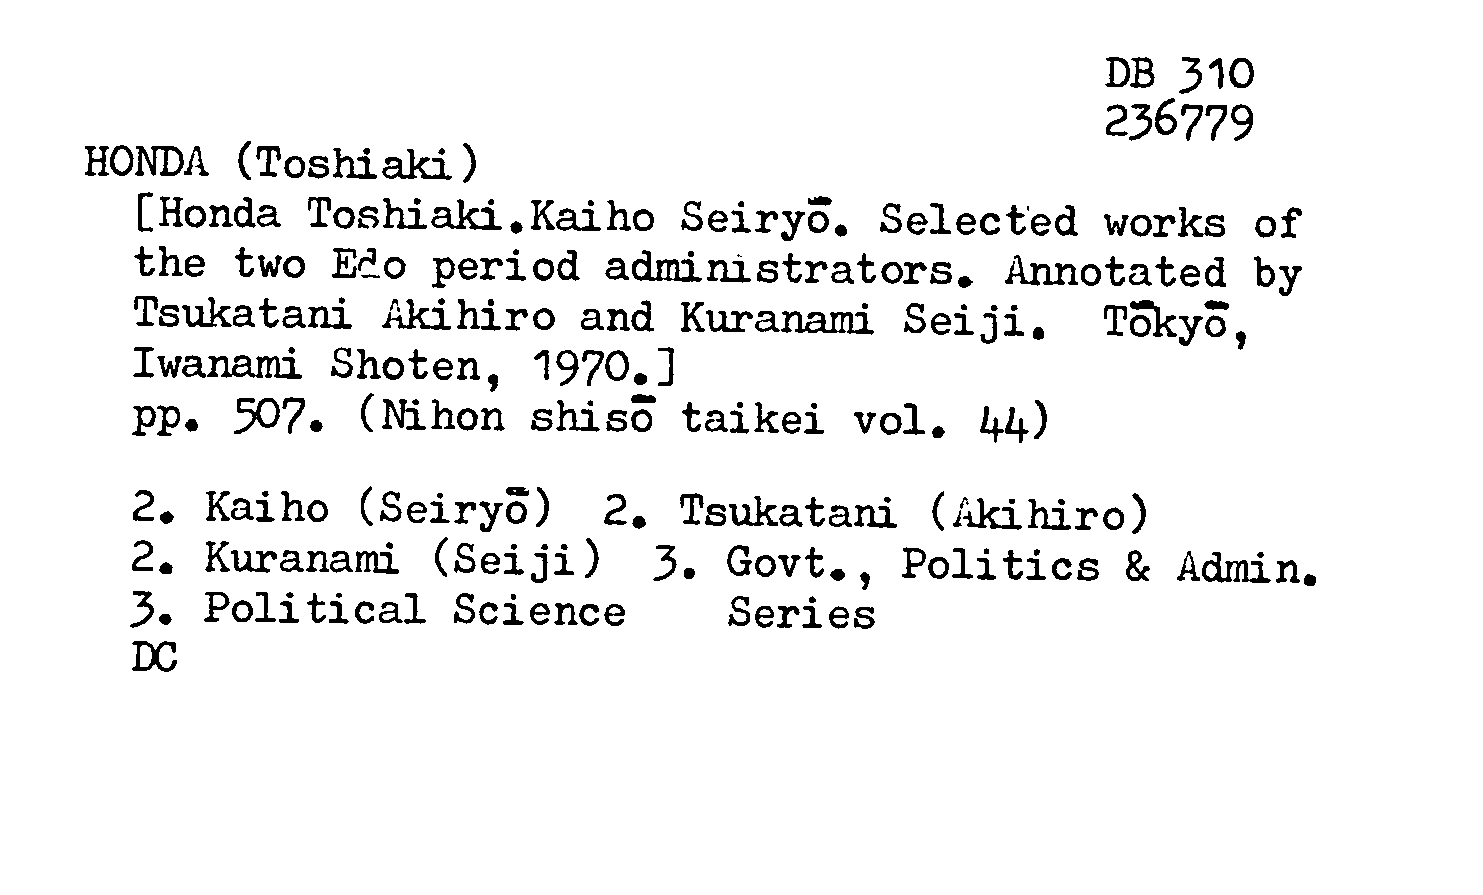 DB 310
236779
HONDA (Toshiaki)
[Honda Toshiaki.Kaiho Seiryō. Selected works of
the two Edo period administrators. Annotated by
Tsukatani Akihiro and Kuranami Seiji. Tōkyō,
Iwanami Shoten, 1970.]
pp. 507. (Nihon shisō taikei vol. 44)
2. Kaiho (Seiryō) 2. Tsukatani (Akihiro)
2. Kuranami (Seiji) 3. Govt., Politics & Admin.
3. Political Science Series
DC